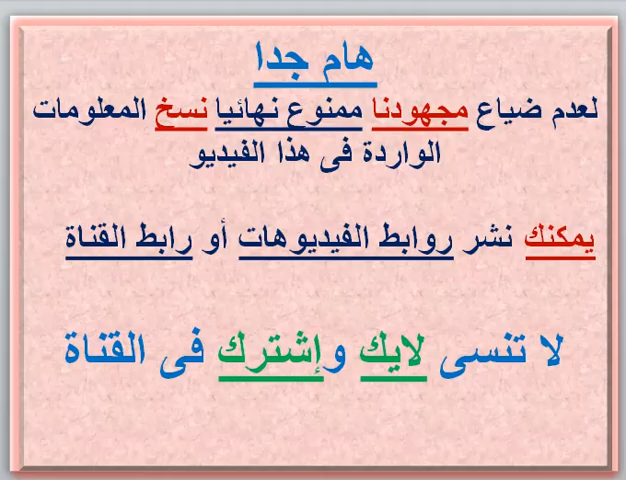 هام جدا
لعدم ضياع مجهودنا ممنوع نهائيا نسخ المعلومات
الواردة فى هذا الفيديو
يمكنك نشر روابط الفيديوهات أو رابط القناة
لا تنسى لايك وإشترك فى القناة